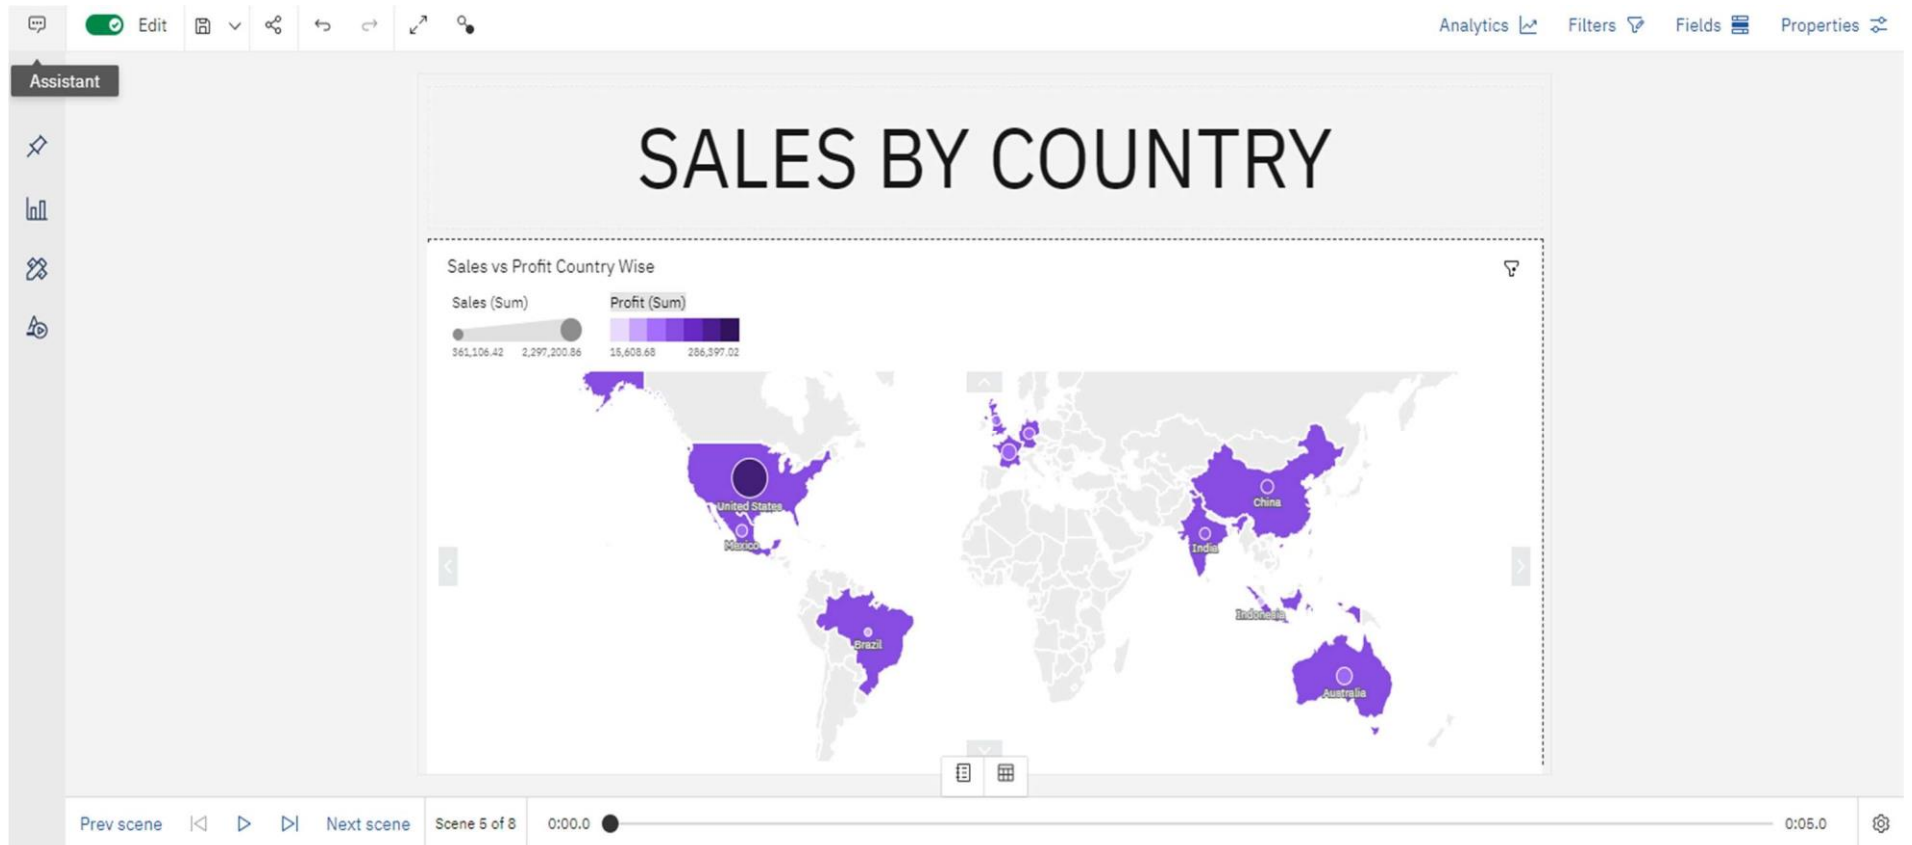 Edit
Analytics
Filters
Fields
Properties
Assistant
SALES BY COUNTRY
Sales vs Profit Country Wise
Sales (Sum)
Profit (Sum)
361,106.42
2,297,200.86
15,608.68
286,397.02
United States
Mexico
China
India
Indonesia
Brazil
Australia
Prev scene
Next scene
Scene 5 of 8
0:00.0
0:05.0